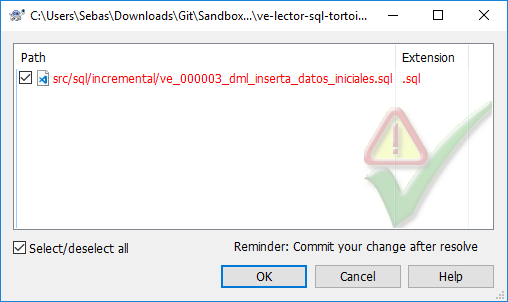 C:\Users\Sebas\Downloads\Git\Sandbox...\ve-lector-sql-tortoi...
Path Extension
src/sql/incremental/ve_000003_dml_inserta_datos_iniciales.sql .sql
Select/deselect all Reminder: Commit your change after resolve
OK Cancel Help